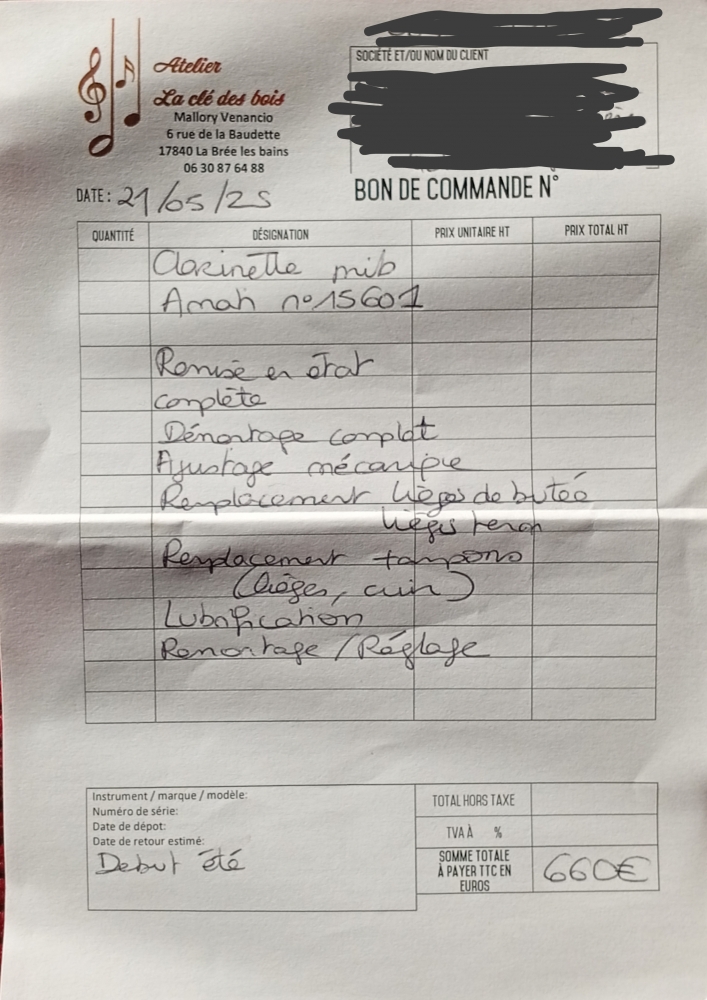 Atelier
La clé des bois
Mallory Venancio
6 rue de la Baudette
17840 La Brée les bains
06 30 87 64 88
SOCIÉTÉ ET/OU NOM DU CLIENT
DATE : 21/05/25
BON DE COMMANDE N°
QUANTITÉ DÉSIGNATION PRIX UNITAIRE HT PRIX TOTAL HT
Clarinette mib
Amati n°15601
Remise en état
complète
Démontage complet
Ajustage mécanique
Remplacement lièges de butée
lièges tenon
Remplacement tampons
(lièges, cuir)
Lubrification
Remontage / Réglage
Instrument / marque / modèle:
Numéro de série:
Date de dépot:
Date de retour estimé:
Debut été
TOTAL HORS TAXE
TVA À %
SOMME TOTALE
À PAYER TTC EN
EUROS
660€